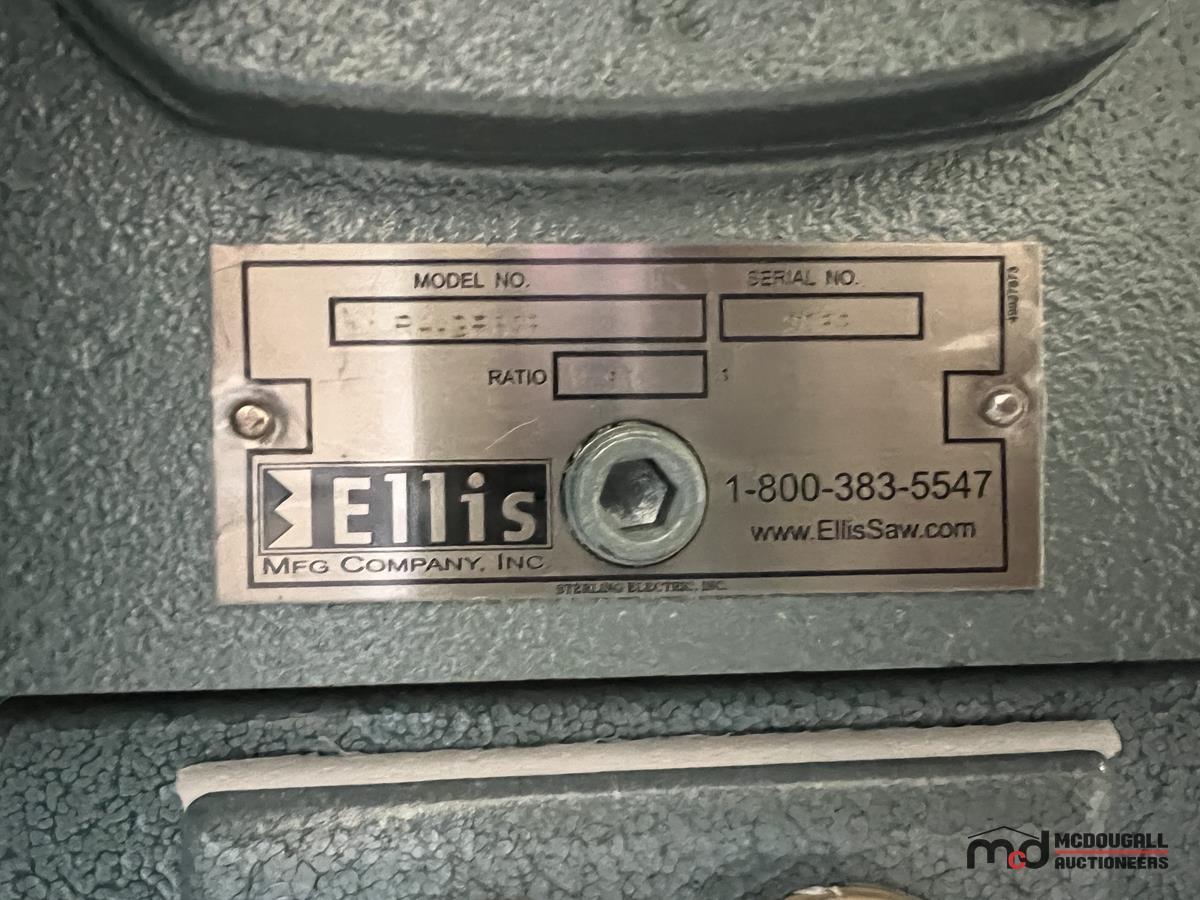 MODEL NO.
SERIAL NO.
RATIO
1
Ellis
MFG COMPANY, INC
1-800-383-5547
www.EllisSaw.com
STERLING ELECTRIC, INC.
mcd MCDOUGALL
AUCTIONEERS